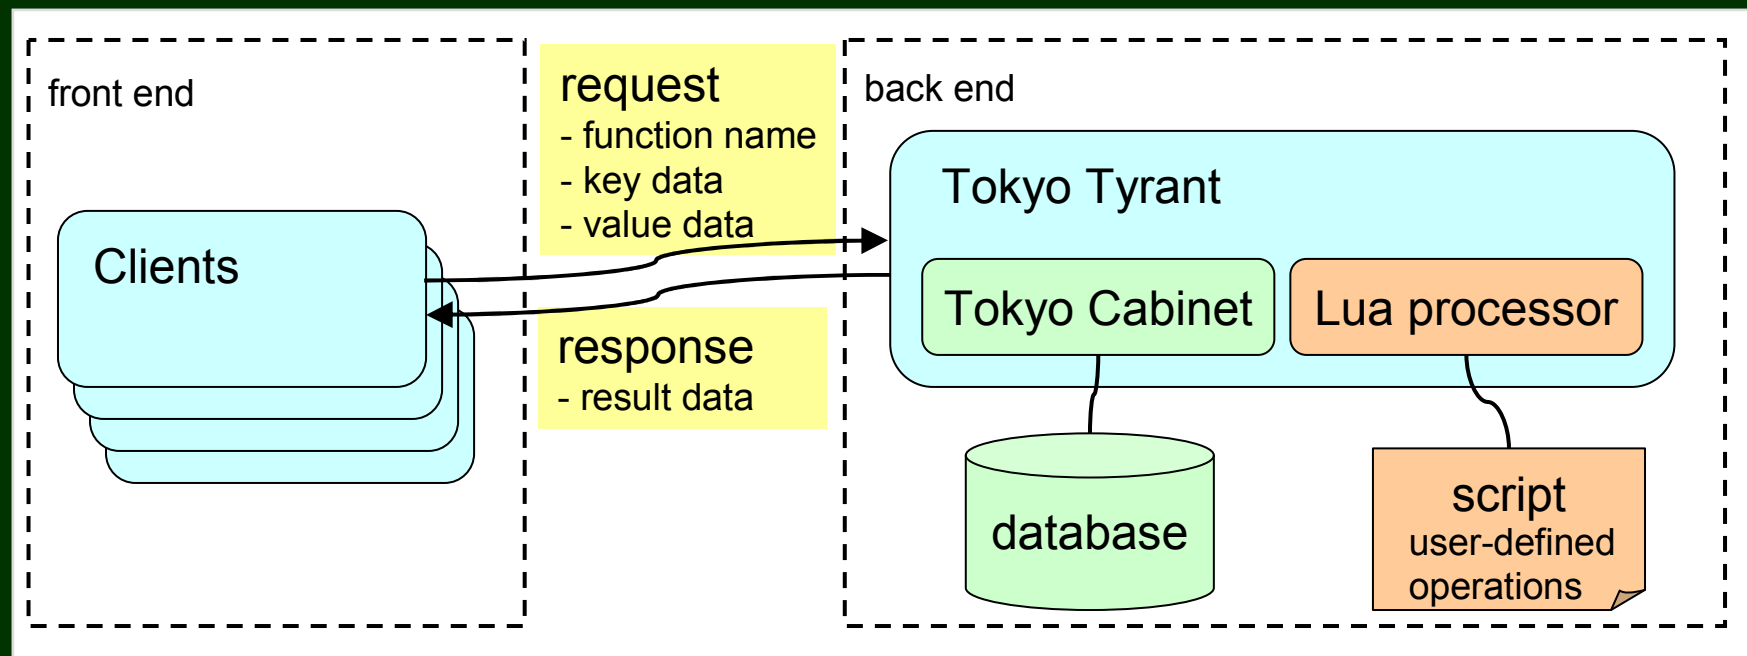 front end
Clients
request
- function name
- key data
- value data
response
- result data
back end
Tokyo Tyrant
Tokyo Cabinet
Lua processor
database
script
user-defined
operations